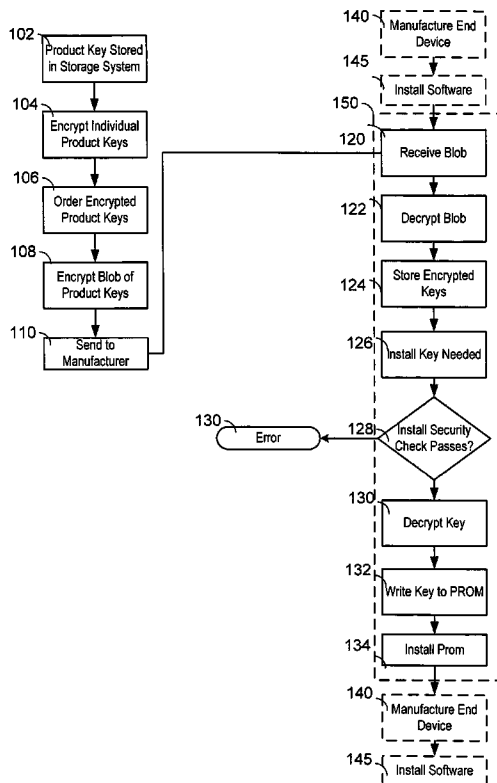 102
Product Key Stored
in Storage System
104
Encrypt Individual
Product Keys
106
Order Encrypted
Product Keys
108
Encrypt Blob of
Product Keys
110
Send to
Manufacturer
140
Manufacture End
Device
145
Install Software
150
120
Receive Blob
122
Decrypt Blob
124
Store Encrypted
Keys
126
Install Key Needed
128
Install Security
Check Passes?
130
Error
130
Decrypt Key
132
Write Key to PROM
134
Install Prom
140
Manufacture End
Device
145
Install Software